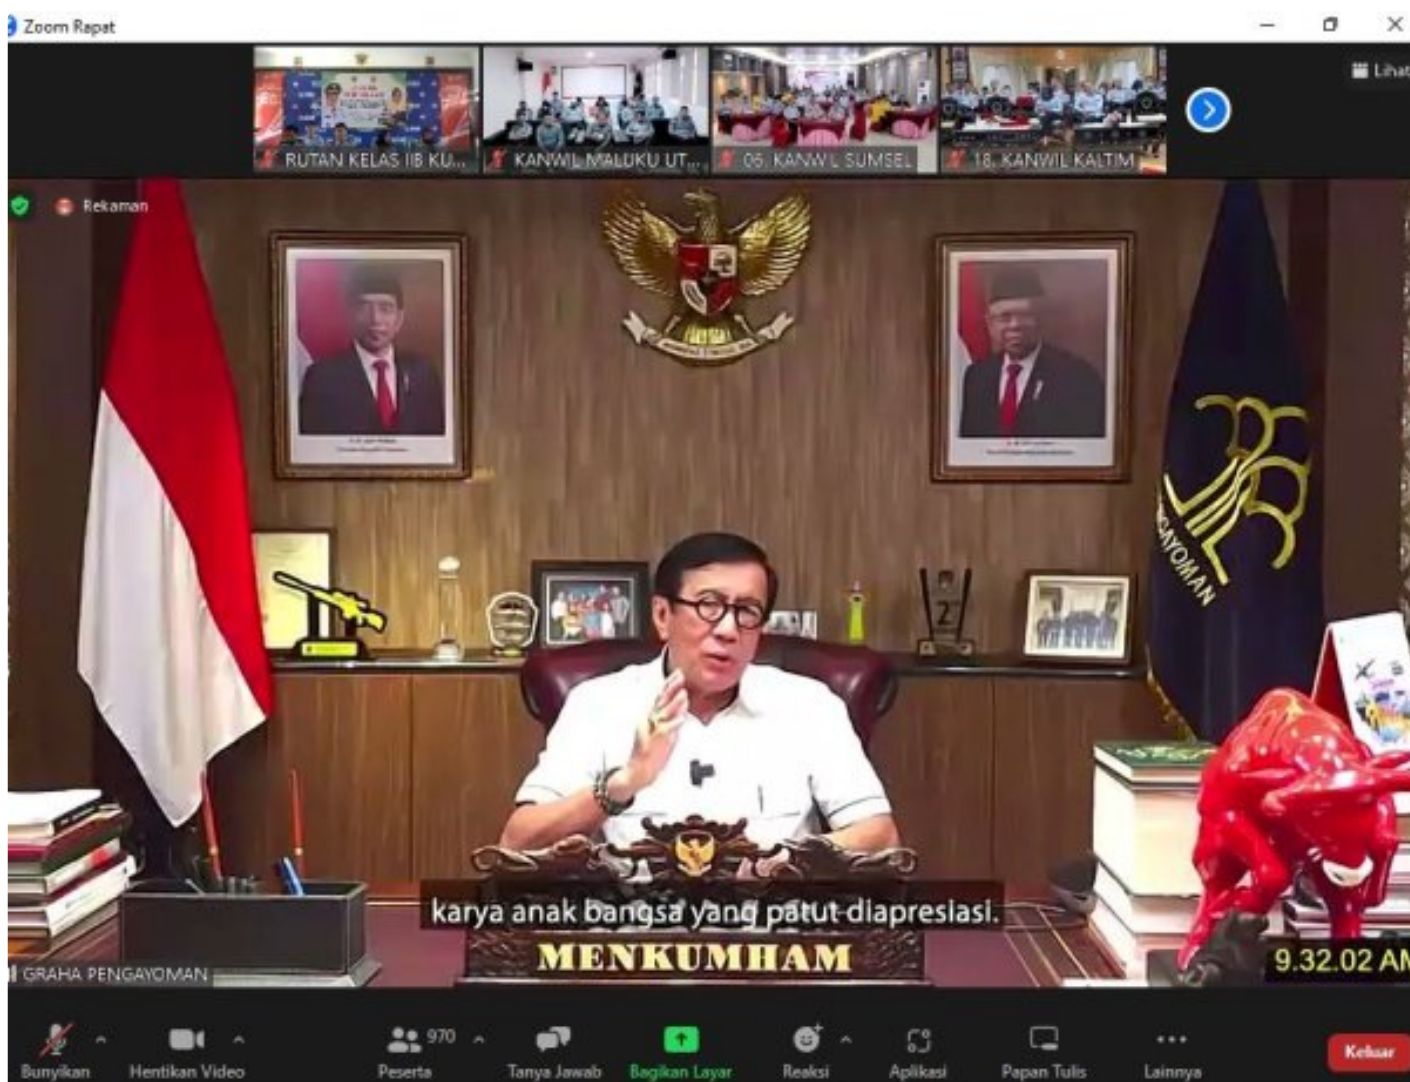 Zoom Rapat
Lihat
RUTAN KELAS IIB KU...
KANWIL MALUKU UT...
06. KANWIL SUMSEL
18. KANWIL KALTIM
Rekaman
PENGAYOMAN
2
karya anak bangsa yang patut diapresiasi.
MENKUMHAM
GRAHA PENGAYOMAN
9.32.02 AM
970
Bunyikan
Hentikan Video
Peserta
Tanya Jawab
Bagikan Layar
Reaksi
Aplikasi
Papan Tulis
Lainnya
Keluar